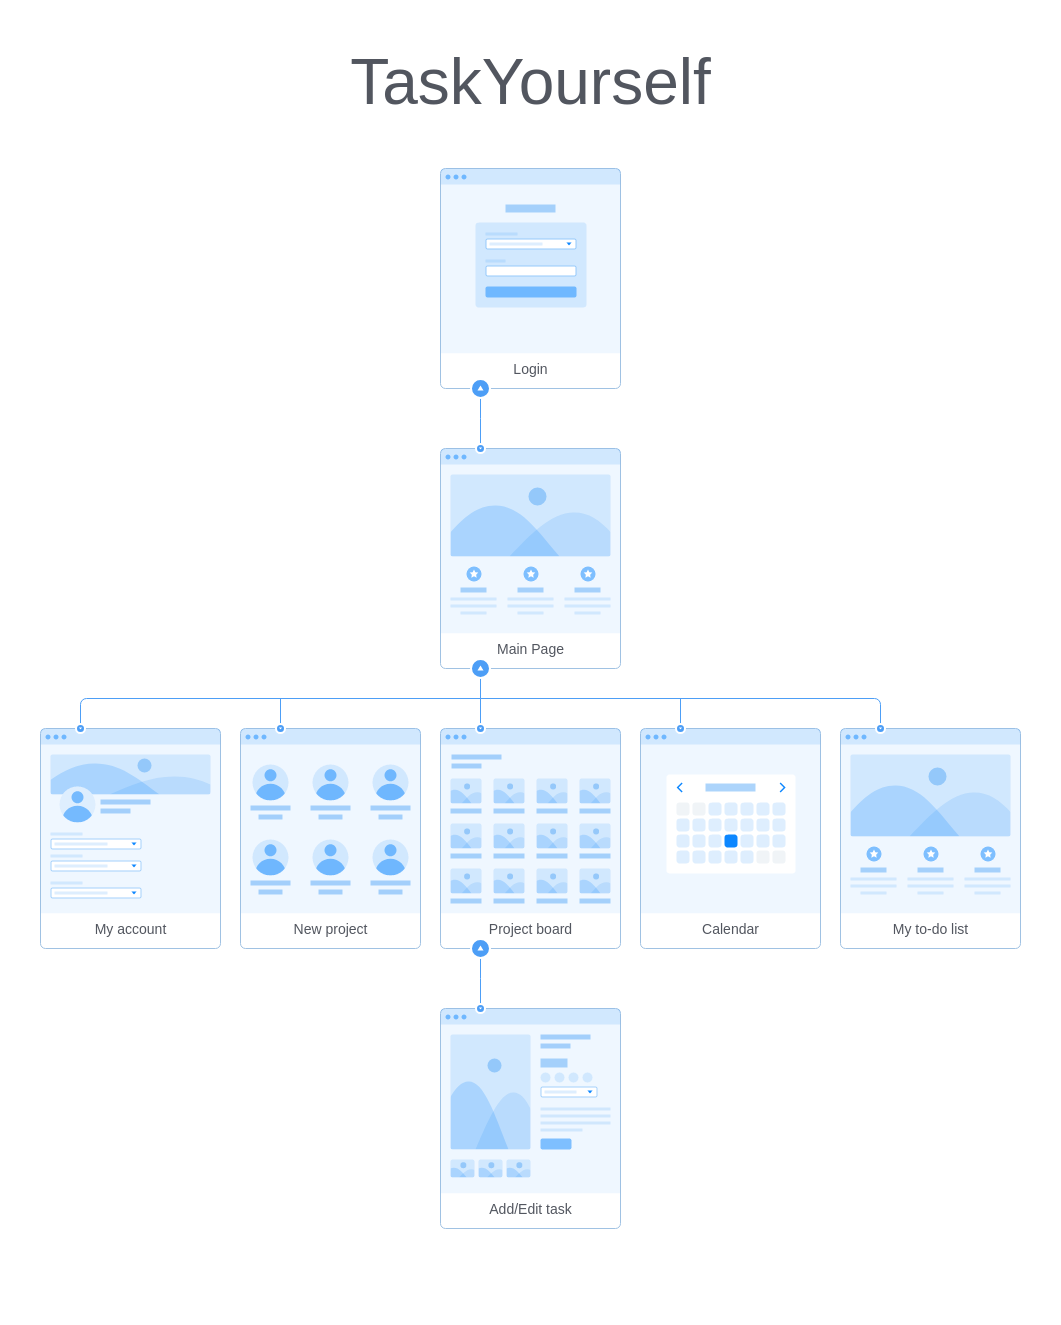 TaskYourself
Login
Main Page
My account
New project
Project board
Calendar
My to-do list
Add/Edit task